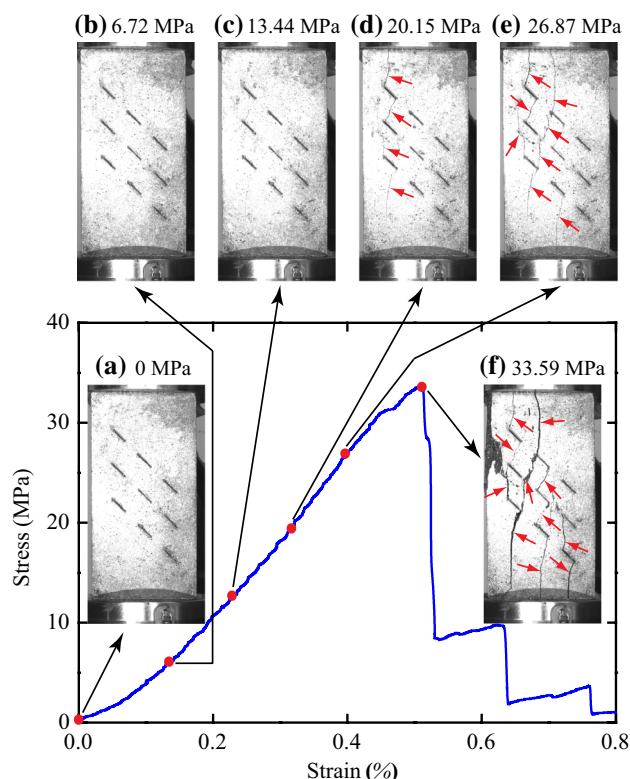 (b) 6.72 MPa (c) 13.44 MPa (d) 20.15 MPa (e) 26.87 MPa
40
(a) 0 MPa
(f) 33.59 MPa
30
20
10
0
Stress (MPa)
0.0 0.2 0.4 0.6 0.8
Strain (%)